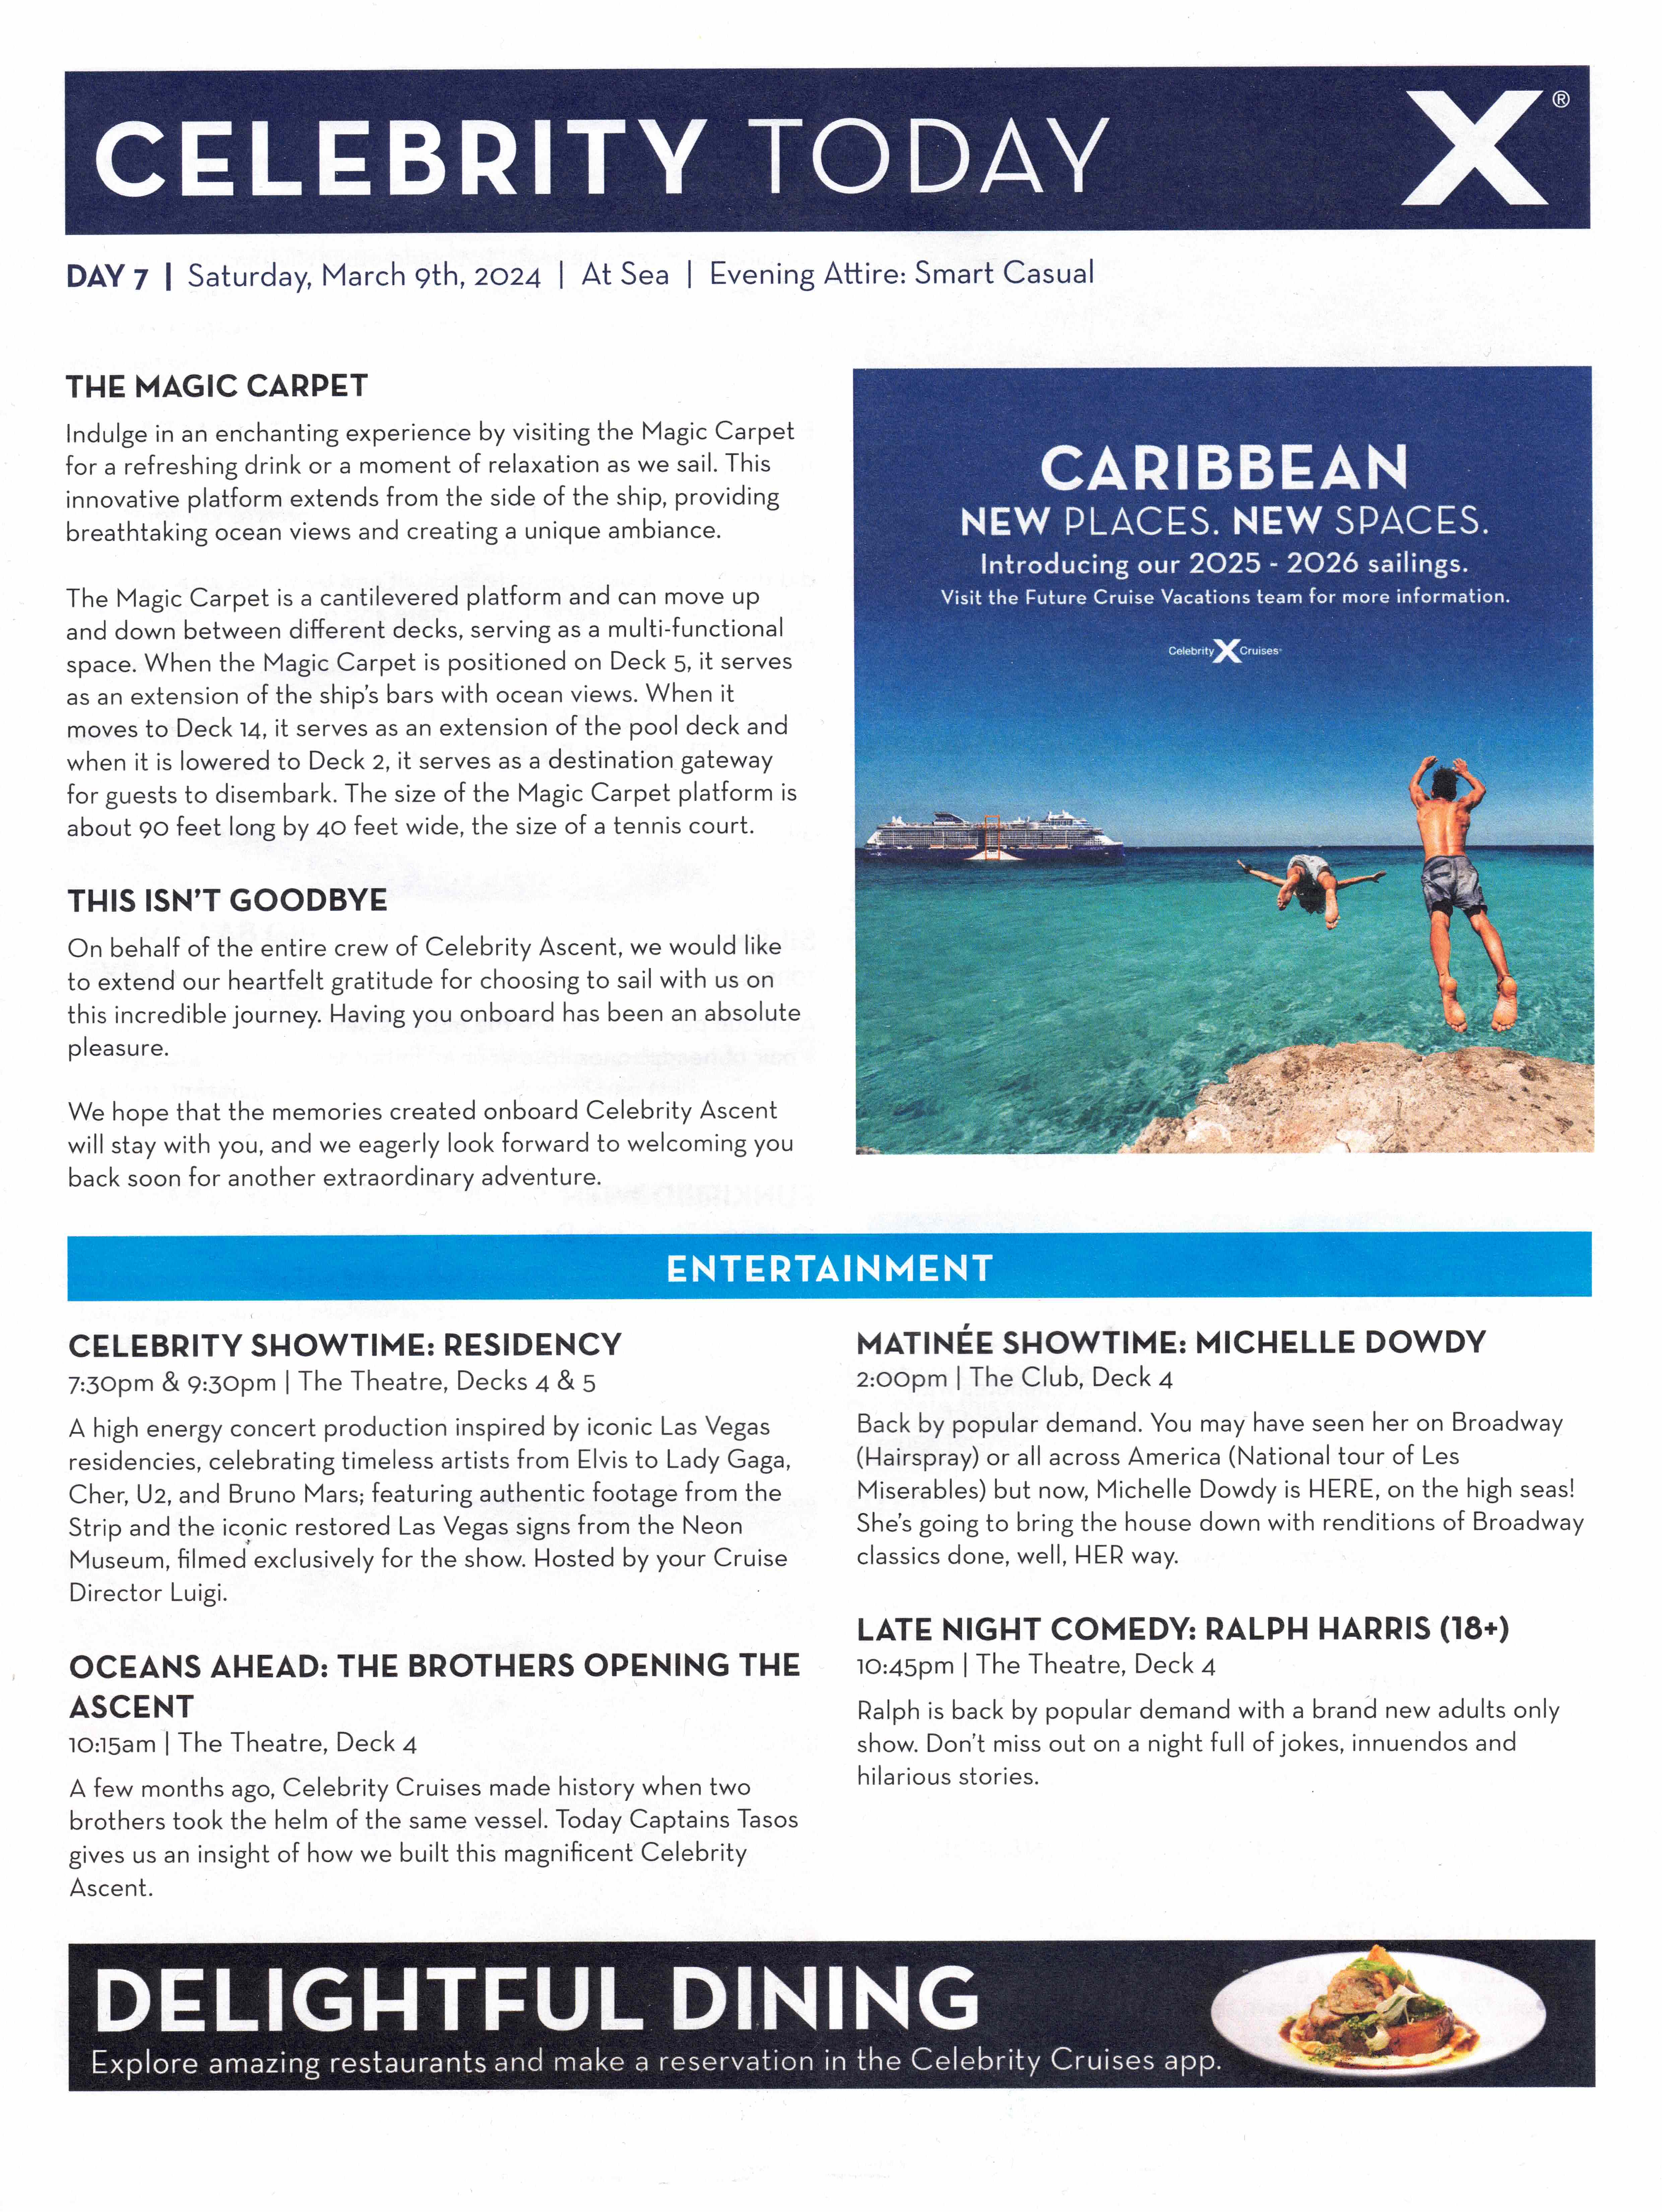 CELEBRITY TODAY X®
DAY 7 | Saturday, March 9th, 2024 | At Sea | Evening Attire: Smart Casual
THE MAGIC CARPET
Indulge in an enchanting experience by visiting the Magic Carpet
for a refreshing drink or a moment of relaxation as we sail. This
innovative platform extends from the side of the ship, providing
breathtaking ocean views and creating a unique ambiance.
The Magic Carpet is a cantilevered platform and can move up
and down between different decks, serving as a multi-functional
space. When the Magic Carpet is positioned on Deck 5, it serves
as an extension of the ship's bars with ocean views. When it
moves to Deck 14, it serves as an extension of the pool deck and
when it is lowered to Deck 2, it serves as a destination gateway
for guests to disembark. The size of the Magic Carpet platform is
about 90 feet long by 40 feet wide, the size of a tennis court.
THIS ISN'T GOODBYE
On behalf of the entire crew of Celebrity Ascent, we would like
to extend our heartfelt gratitude for choosing to sail with us on
this incredible journey. Having you onboard has been an absolute
pleasure.
We hope that the memories created onboard Celebrity Ascent
will stay with you, and we eagerly look forward to welcoming you
back soon for another extraordinary adventure.
CARIBBEAN
NEW PLACES. NEW SPACES.
Introducing our 2025 - 2026 sailings.
Visit the Future Cruise Vacations team for more information.
Celebrity X Cruises
ENTERTAINMENT
CELEBRITY SHOWTIME: RESIDENCY
7:30pm & 9:30pm | The Theatre, Decks 4 & 5
A high energy concert production inspired by iconic Las Vegas
residencies, celebrating timeless artists from Elvis to Lady Gaga,
Cher, U2, and Bruno Mars; featuring authentic footage from the
Strip and the iconic restored Las Vegas signs from the Neon
Museum, filmed exclusively for the show. Hosted by your Cruise
Director Luigi.
OCEANS AHEAD: THE BROTHERS OPENING THE
ASCENT
10:15am | The Theatre, Deck 4
A few months ago, Celebrity Cruises made history when two
brothers took the helm of the same vessel. Today Captains Tasos
gives us an insight of how we built this magnificent Celebrity
Ascent.
MATINÉE SHOWTIME: MICHELLE DOWDY
2:00pm | The Club, Deck 4
Back by popular demand. You may have seen her on Broadway
(Hairspray) or all across America (National tour of Les
Miserables) but now, Michelle Dowdy is HERE, on the high seas!
She's going to bring the house down with renditions of Broadway
classics done, well, HER way.
LATE NIGHT COMEDY: RALPH HARRIS (18+)
10:45pm | The Theatre, Deck 4
Ralph is back by popular demand with a brand new adults only
show. Don't miss out on a night full of jokes, innuendos and
hilarious stories.
DELIGHTFUL DINING
Explore amazing restaurants and make a reservation in the Celebrity Cruises app.